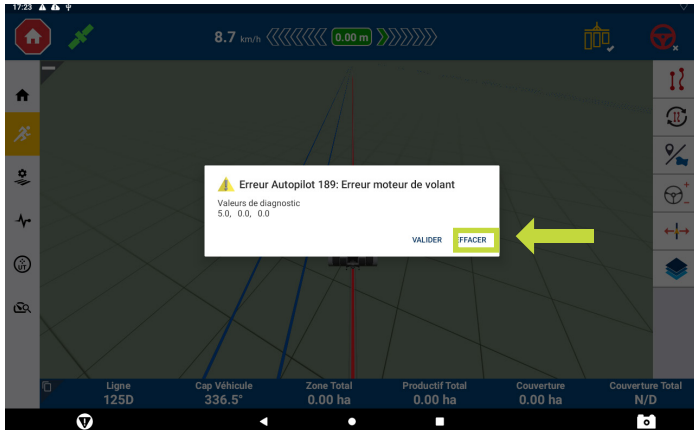 17:23
8.7 km/h 0.00 m
Erreur Autopilot 189: Erreur moteur de volant
Valeurs de diagnostic
5.0, 0.0, 0.0
VALIDER EFFACER
UT
Ligne Cap Véhicule Zone Total Productif Total Couverture Couverture Total
125D 336.5° 0.00 ha 0.00 ha 0.00 ha N/D